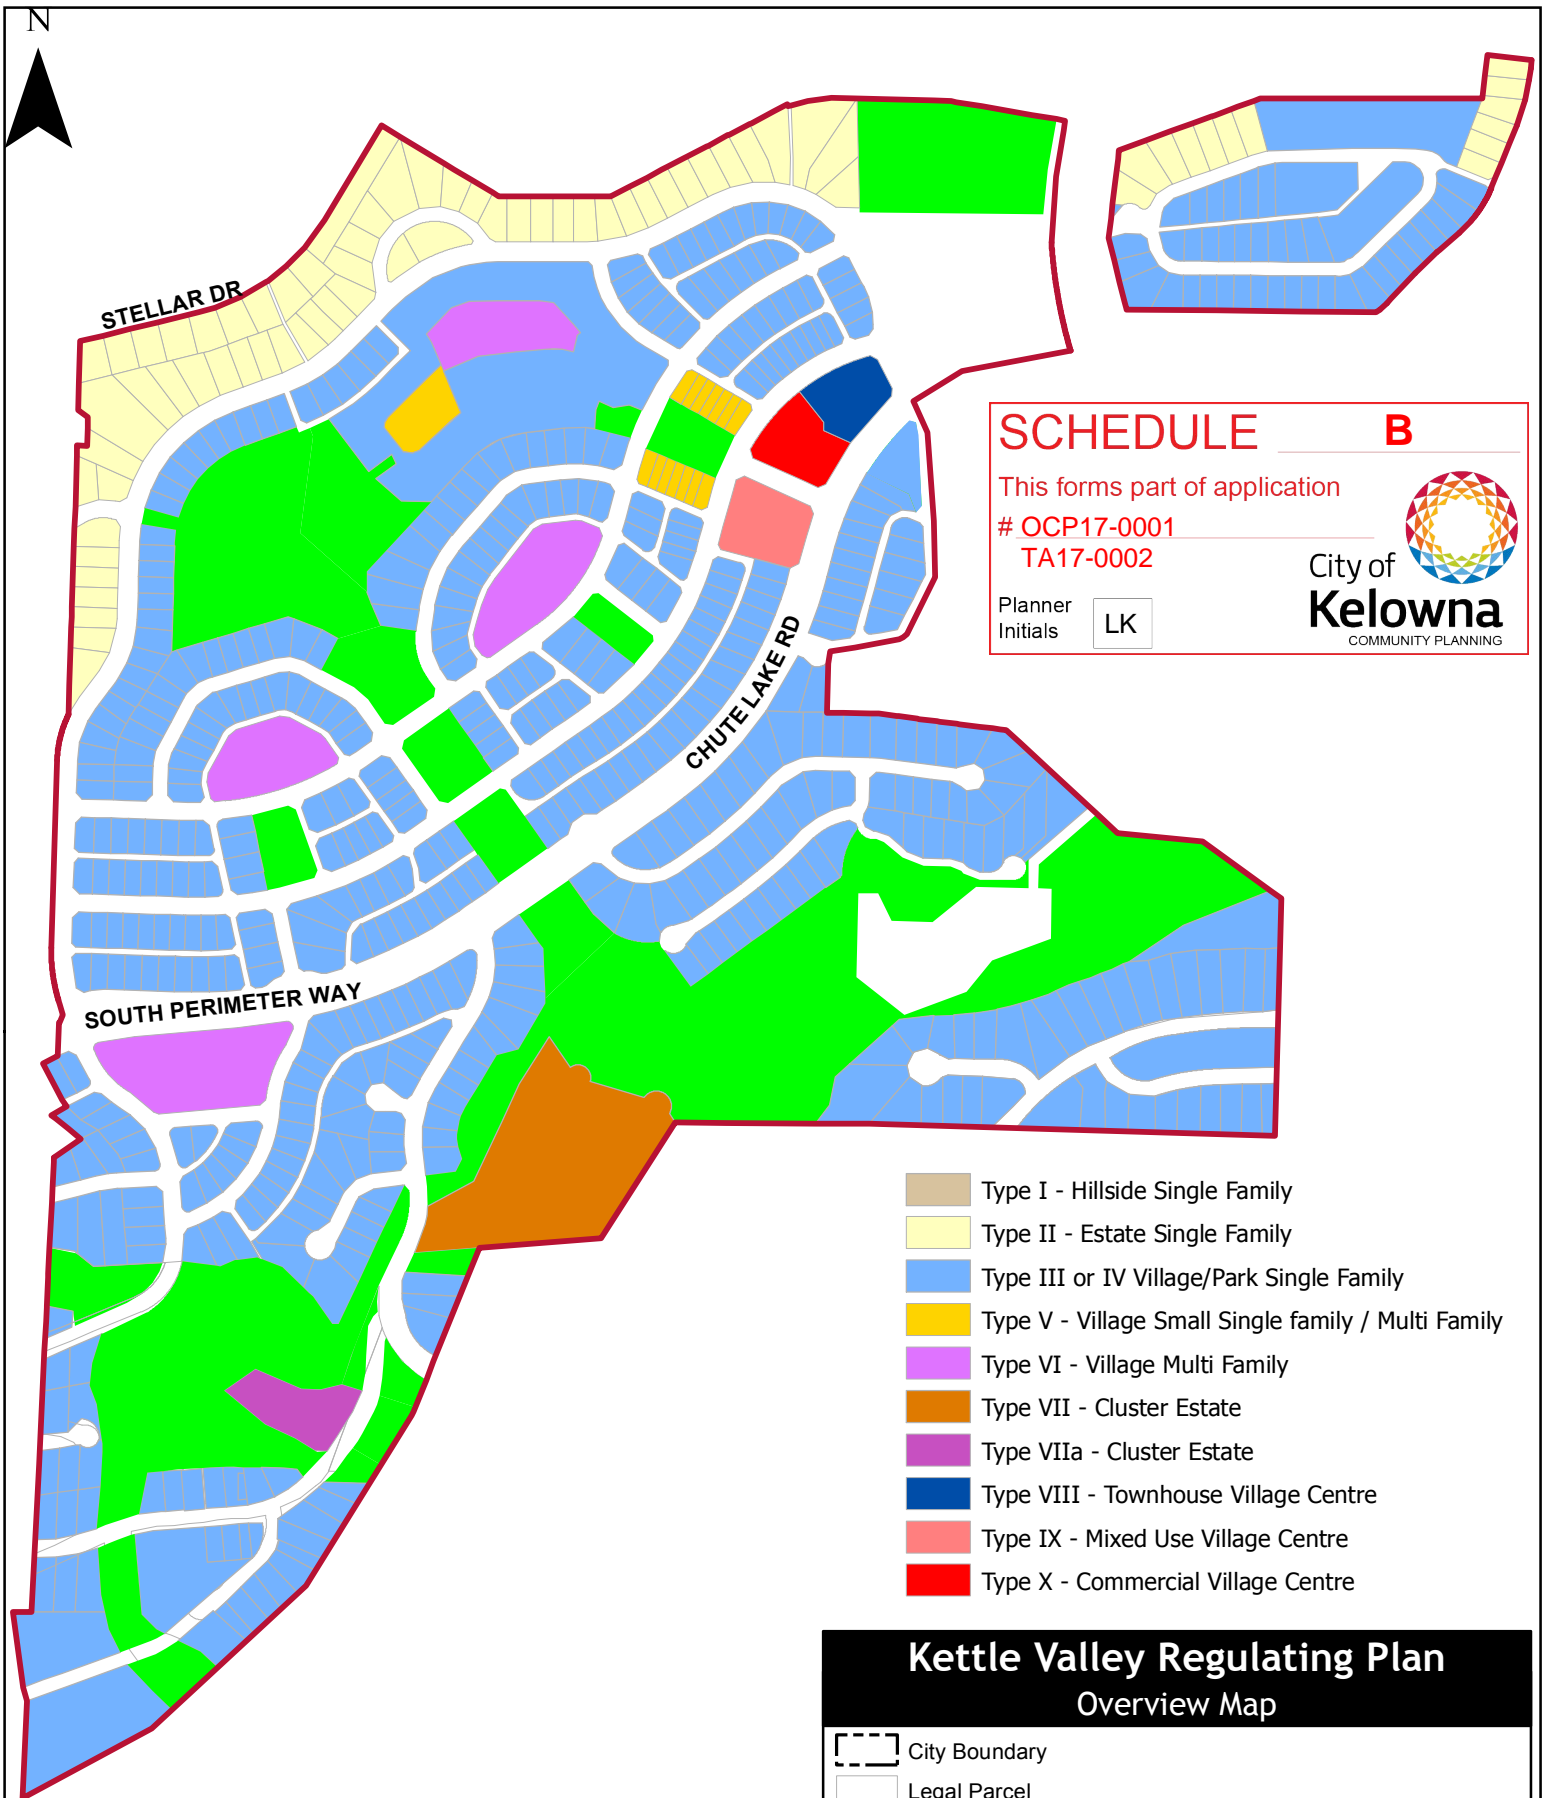 N
STELLAR DR
SCHEDULE B
This forms part of application
# OCP17-0001
TA17-0002
City of
Kelowna
COMMUNITY PLANNING
Planner
Initials
LK
CHUTE LAKE RD
SOUTH PERIMETER WAY
Type I - Hillside Single Family
Type II - Estate Single Family
Type III or IV Village/Park Single Family
Type V - Village Small Single family / Multi Family
Type VI - Village Multi Family
Type VII - Cluster Estate
Type VIIa - Cluster Estate
Type VIII - Townhouse Village Centre
Type IX - Mixed Use Village Centre
Type X - Commercial Village Centre
Kettle Valley Regulating Plan
Overview Map
City Boundary
Legal Parcel